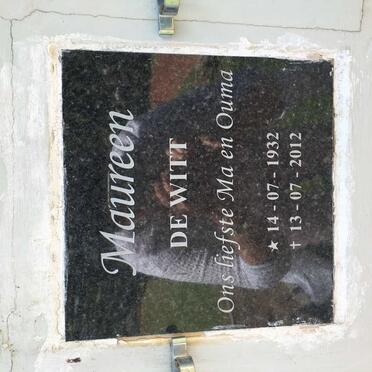 Maureen
DE WITT
Ons liefste Ma en Ouma
★ 14 - 07 - 1932
✝ 13 - 07 - 2012